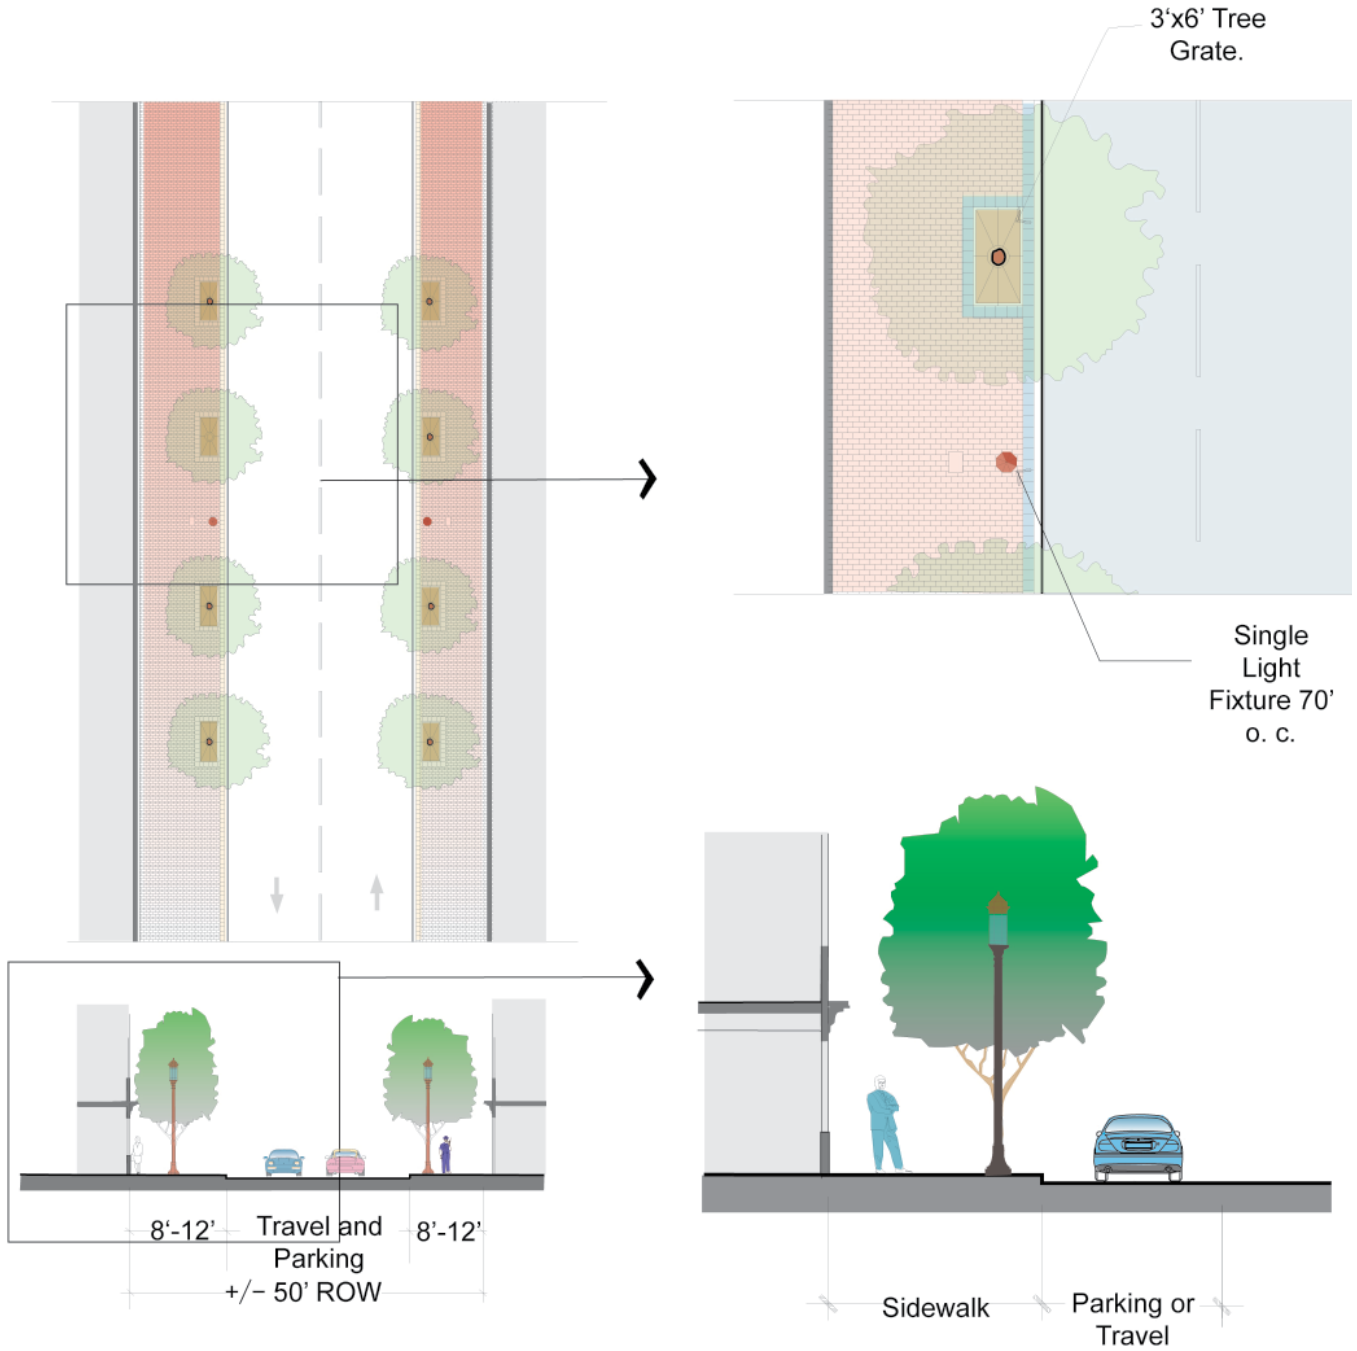 3‘x6’ Tree
Grate.
Single
Light
Fixture 70’
o. c.
8‘-12’
Travel and
Parking
8’-12’
+/− 50’ ROW
Sidewalk
Parking or
Travel